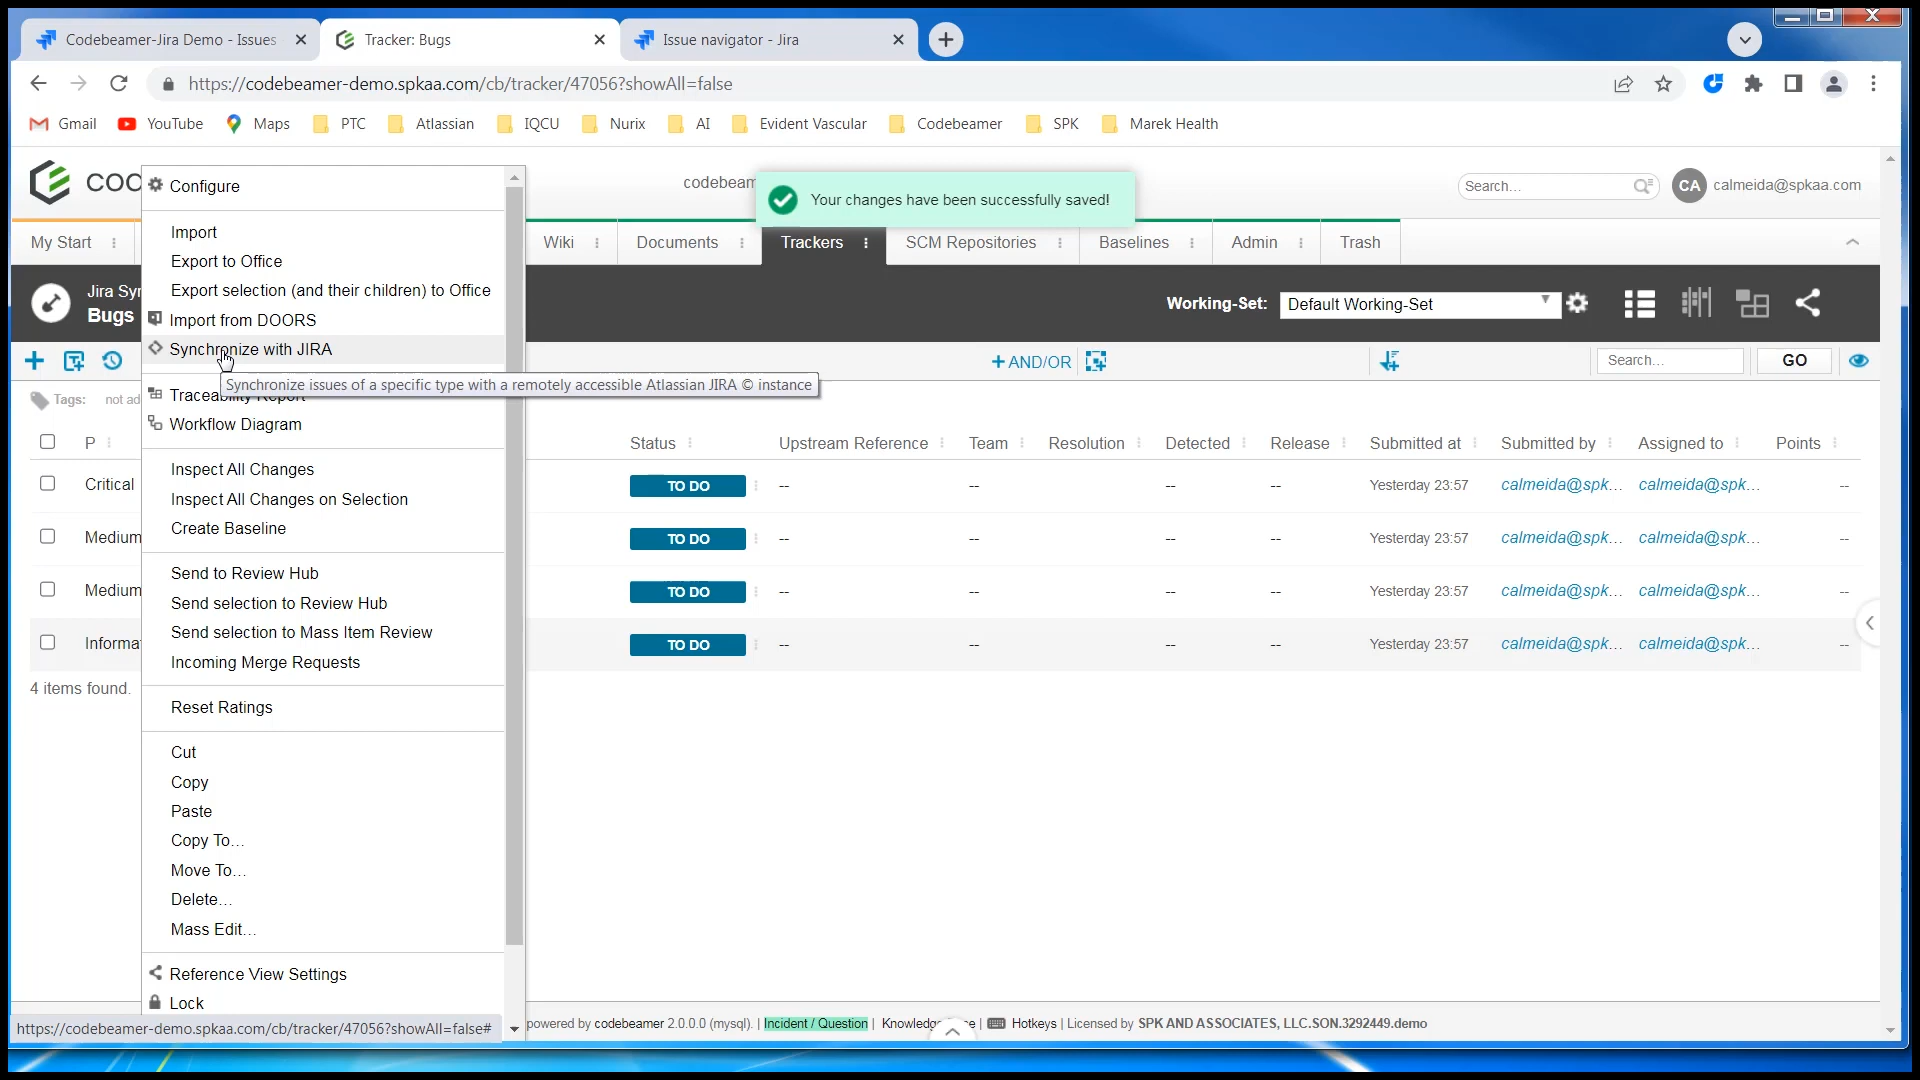 Codebeamer-Jira Demo - Issues
Tracker: Bugs
Issue navigator - Jira
https://codebeamer-demo.spkaa.com/cb/tracker/47056?showAll=false
Gmail
YouTube
Maps
PTC
Atlassian
IQCU
Nurix
AI
Evident Vascular
Codebeamer
SPK
Marek Health
codebeam
Your changes have been successfully saved!
Search...
CA
calmeida@spkaa.com
My Start
Wiki
Documents
Trackers
SCM Repositories
Baselines
Admin
Trash
Jira Syn
Bugs
Working-Set:
Default Working-Set
+AND/OR
Search...
GO
Tags:
not ad
Configure
Import
Export to Office
Export selection (and their children) to Office
Import from DOORS
Synchronize with JIRA
Synchronize issues of a specific type with a remotely accessible Atlassian JIRA © instance
Traceability Report
Workflow Diagram
Inspect All Changes
Inspect All Changes on Selection
Create Baseline
Send to Review Hub
Send selection to Review Hub
Send selection to Mass Item Review
Incoming Merge Requests
Reset Ratings
Cut
Copy
Paste
Copy To...
Move To...
Delete...
Mass Edit...
Reference View Settings
Lock
P Status Upstream Reference Team Resolution Detected Release Submitted at Submitted by Assigned to Points
Critical TO DO -- -- -- -- Yesterday 23:57 calmeida@spk... calmeida@spk... --
Medium TO DO -- -- -- -- Yesterday 23:57 calmeida@spk... calmeida@spk... --
Medium TO DO -- -- -- -- Yesterday 23:57 calmeida@spk... calmeida@spk... --
Informa TO DO -- -- -- -- Yesterday 23:57 calmeida@spk... calmeida@spk... --
4 items found.
https://codebeamer-demo.spkaa.com/cb/tracker/47056?showAll=false#
powered by codebeamer 2.0.0.0 (mysql). | Incident / Question | Knowledge | Hotkeys | Licensed by SPK AND ASSOCIATES, LLC.SON.3292449.demo